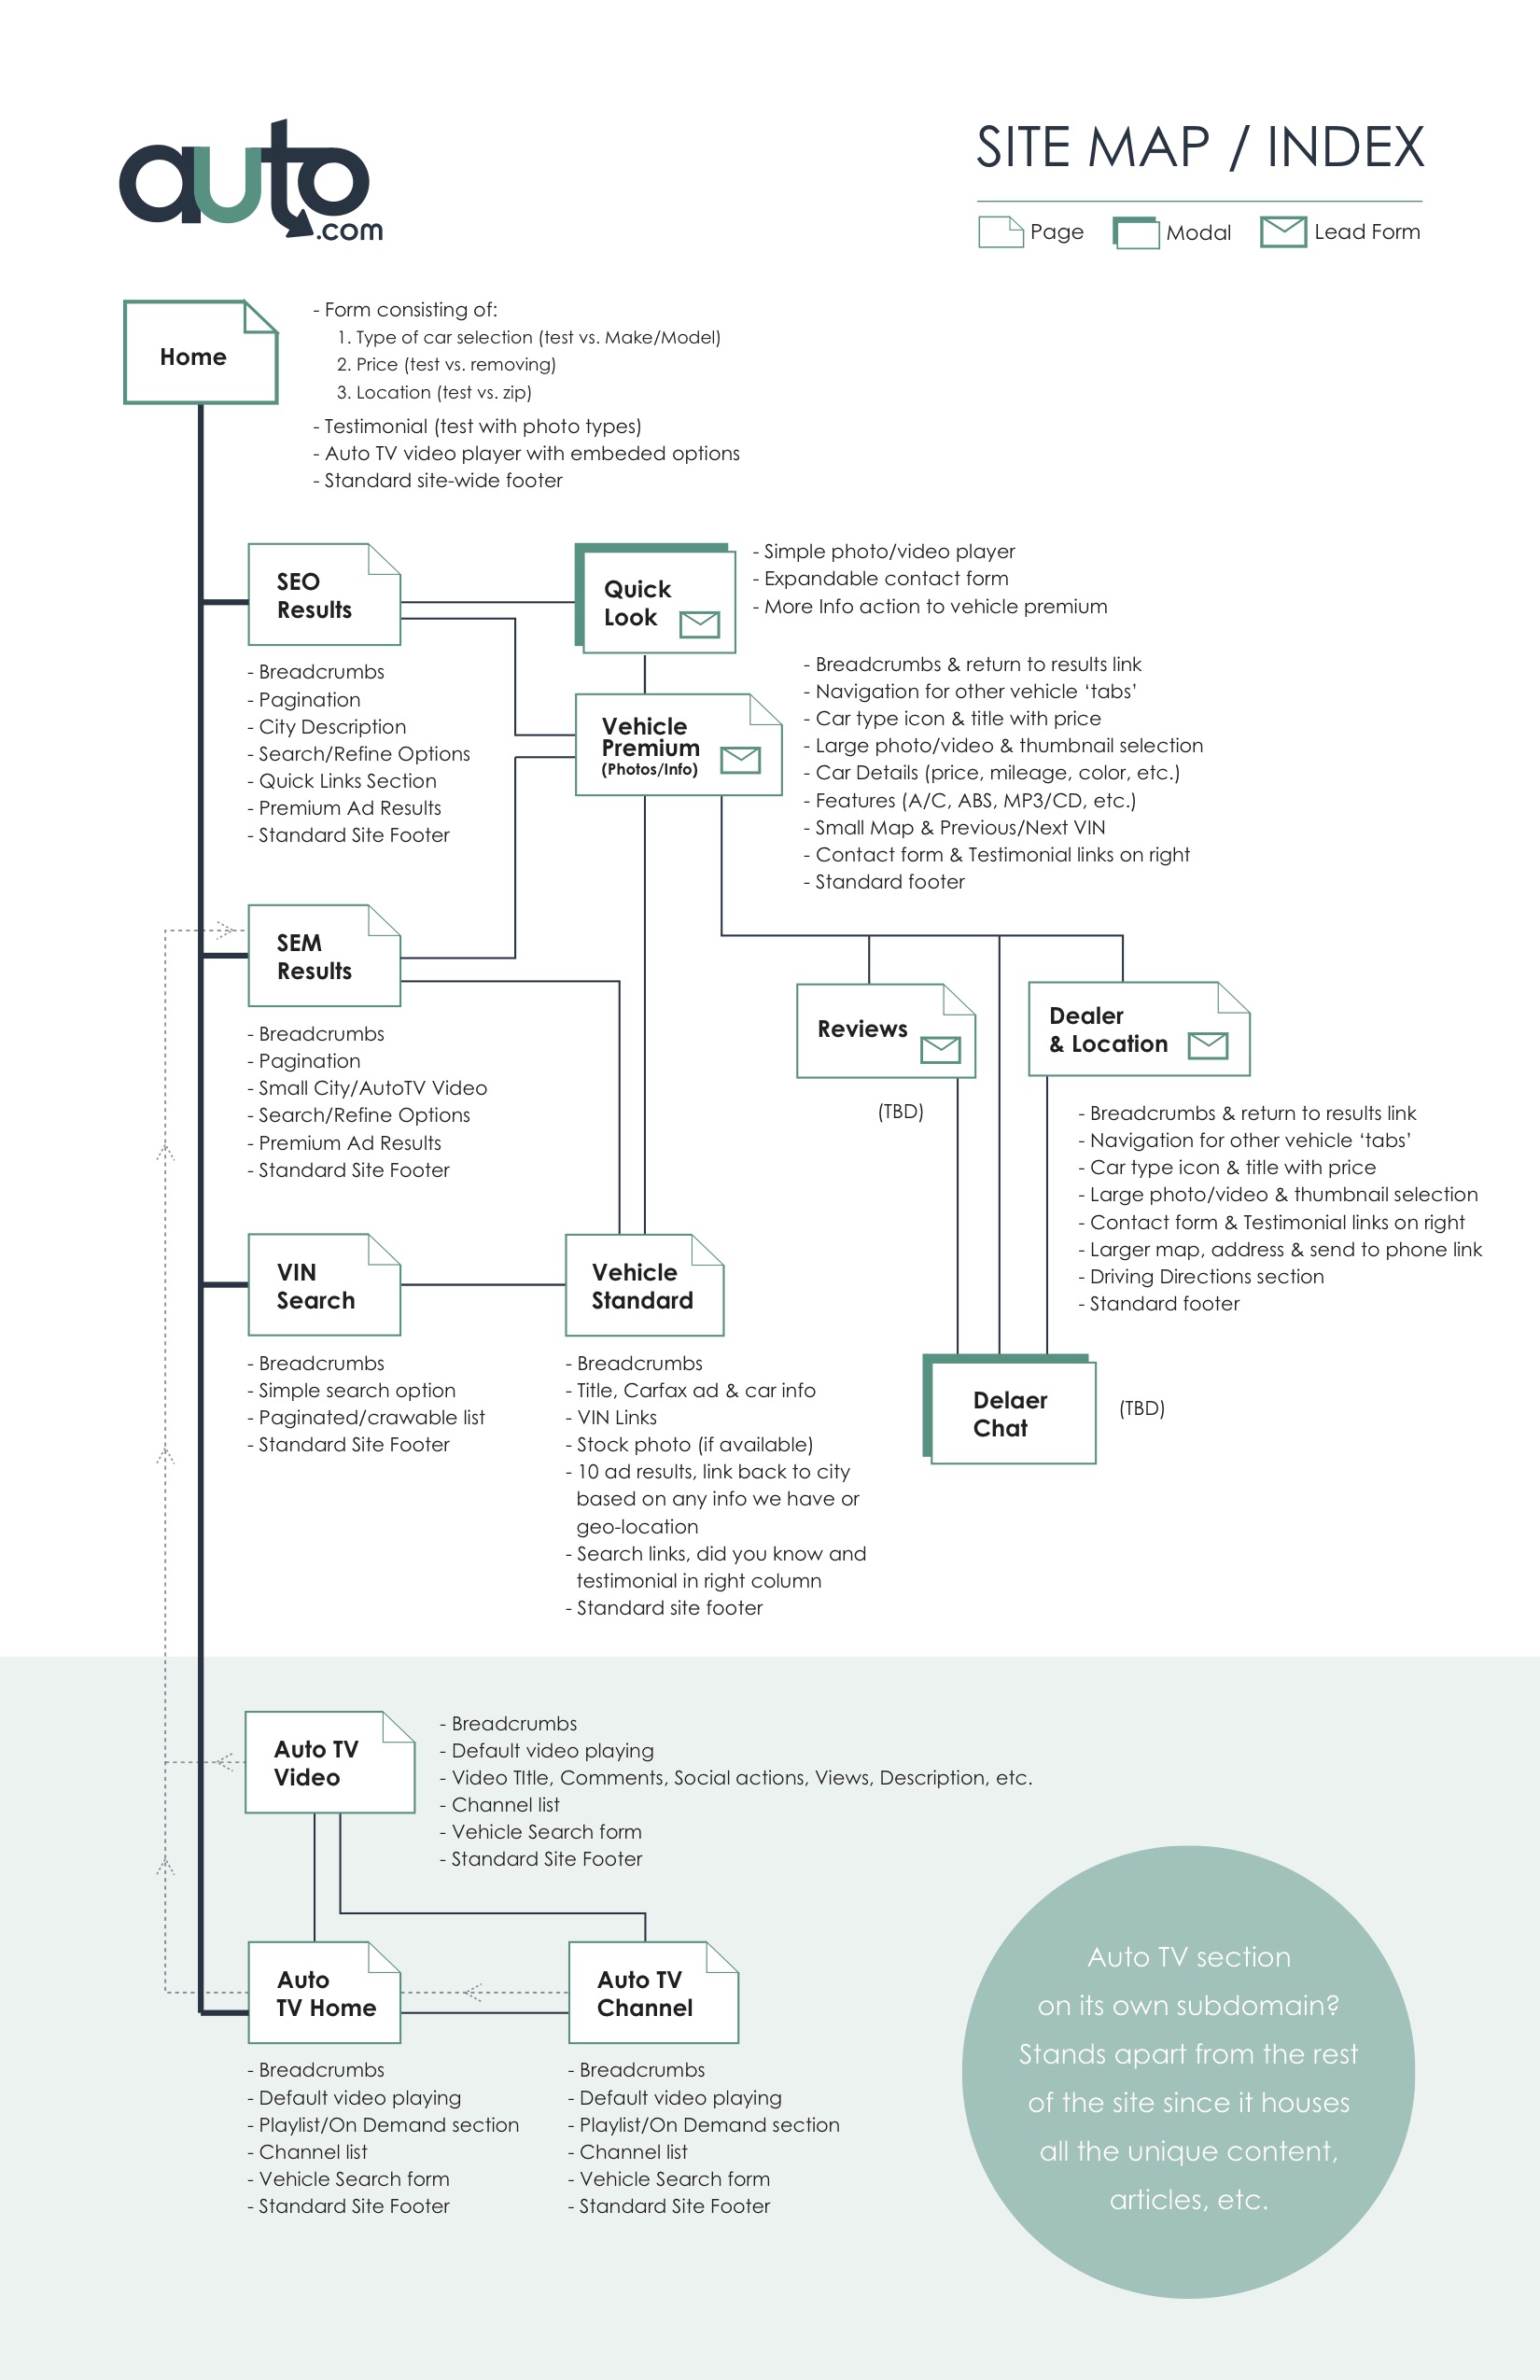 auto
.com
SITE MAP / INDEX
Page
Modal
Lead Form
Home
- Form consisting of:
1. Type of car selection (test vs. Make/Model)
2. Price (test vs. removing)
3. Location (test vs. zip)
- Testimonial (test with photo types)
- Auto TV video player with embeded options
- Standard site-wide footer
SEO
Results
- Breadcrumbs
- Pagination
- City Description
- Search/Refine Options
- Quick Links Section
- Premium Ad Results
- Standard Site Footer
Quick
Look
- Simple photo/video player
- Expandable contact form
- More Info action to vehicle premium
Vehicle
Premium
(Photos/Info)
- Breadcrumbs & return to results link
- Navigation for other vehicle ‘tabs’
- Car type icon & title with price
- Large photo/video & thumbnail selection
- Car Details (price, mileage, color, etc.)
- Features (A/C, ABS, MP3/CD, etc.)
- Small Map & Previous/Next VIN
- Contact form & Testimonial links on right
- Standard footer
SEM
Results
- Breadcrumbs
- Pagination
- Small City/AutoTV Video
- Search/Refine Options
- Premium Ad Results
- Standard Site Footer
Reviews
(TBD)
Dealer
& Location
- Breadcrumbs & return to results link
- Navigation for other vehicle ‘tabs’
- Car type icon & title with price
- Large photo/video & thumbnail selection
- Contact form & Testimonial links on right
- Larger map, address & send to phone link
- Driving Directions section
- Standard footer
VIN
Search
- Breadcrumbs
- Simple search option
- Paginated/crawable list
- Standard Site Footer
Vehicle
Standard
- Breadcrumbs
- Title, Carfax ad & car info
- VIN Links
- Stock photo (if available)
- 10 ad results, link back to city
based on any info we have or
geo-location
- Search links, did you know and
testimonial in right column
- Standard site footer
Delaer
Chat
(TBD)
Auto TV
Video
- Breadcrumbs
- Default video playing
- Video TItle, Comments, Social actions, Views, Description, etc.
- Channel list
- Vehicle Search form
- Standard Site Footer
Auto
TV Home
- Breadcrumbs
- Default video playing
- Playlist/On Demand section
- Channel list
- Vehicle Search form
- Standard Site Footer
Auto TV
Channel
- Breadcrumbs
- Default video playing
- Playlist/On Demand section
- Channel list
- Vehicle Search form
- Standard Site Footer
Auto TV section
on its own subdomain?
Stands apart from the rest
of the site since it houses
all the unique content,
articles, etc.